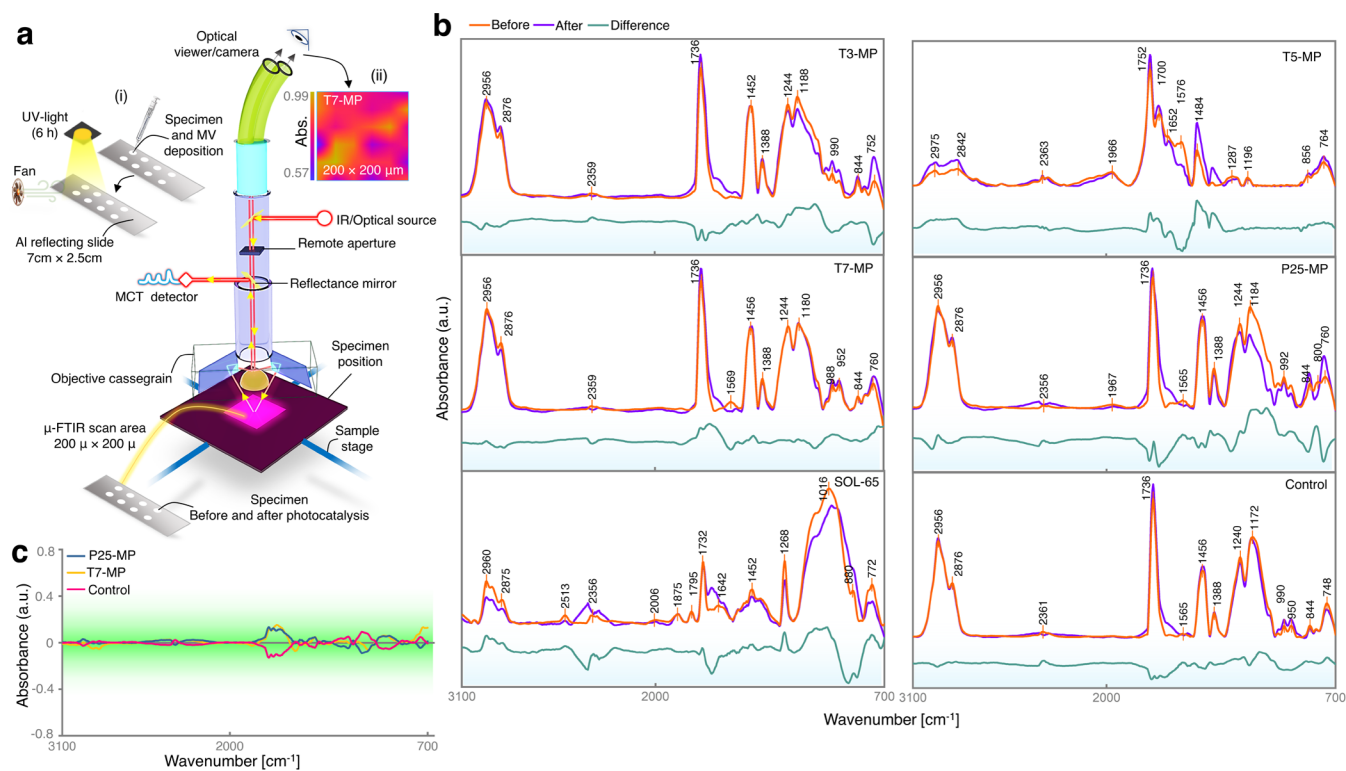 a
Optical
viewer/camera
(i)
(ii)
UV-light
(6 h)
Specimen
and MV
deposition
Fan
Al reflecting slide
7cm × 2.5cm
0.99
Abs.
0.57
T7-MP
200 × 200 µm
IR/Optical source
Remote aperture
Reflectance mirror
MCT detector
Specimen
position
Objective cassegrain
µ-FTIR scan area
200 µ × 200 µ
Sample
stage
Specimen
Before and after photocatalysis
b
Before
After
Difference
T3-MP
2956
2876
2359
1736
1452
1388
1244
1188
990
844
752
T5-MP
2975
2842
2363
1966
1752
1700
1652
1576
1484
1287
1196
856
764
T7-MP
2956
2876
2359
1736
1569
1456
1388
1244
1180
988
952
844
760
P25-MP
2956
2876
2356
1967
1736
1565
1456
1388
1244
1184
992
844
800
760
SOL-65
2960
2875
2513
2356
2006
1875
1795
1732
1642
1452
1268
1016
880
772
Control
2956
2876
2361
1736
1565
1456
1388
1240
1172
990
950
844
748
Absorbance (a.u.)
3100
2000
700
3100
2000
700
Wavenumber [cm⁻¹]
c
P25-MP
T7-MP
Control
Absorbance (a.u.)
0.8
0.4
0
-0.4
-0.8
3100
2000
700
Wavenumber [cm⁻¹]